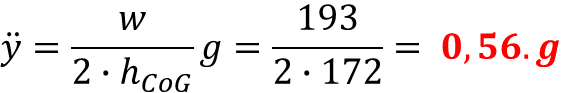 ÿ = w / (2 · h_CoG) g = 193 / (2 · 172) = 0,56.g